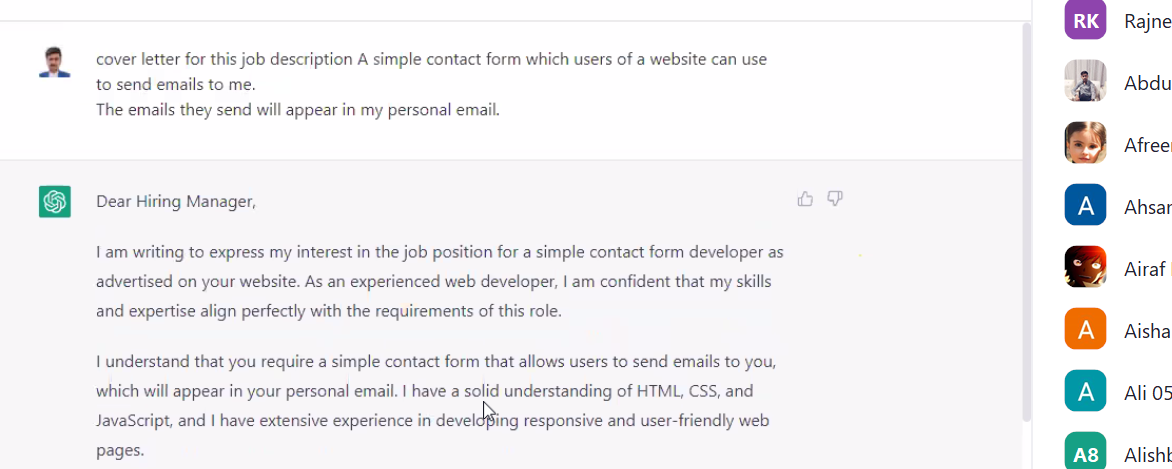 cover letter for this job description A simple contact form which users of a website can use
to send emails to me.
The emails they send will appear in my personal email.
Dear Hiring Manager,
I am writing to express my interest in the job position for a simple contact form developer as
advertised on your website. As an experienced web developer, I am confident that my skills
and expertise align perfectly with the requirements of this role.
I understand that you require a simple contact form that allows users to send emails to you,
which will appear in your personal email. I have a solid understanding of HTML, CSS, and
JavaScript, and I have extensive experience in developing responsive and user-friendly web
pages.
RK Rajne
Abdu
Afreer
A Ahsar
Airaf
A Aisha
A Ali 05
A8 Alisht